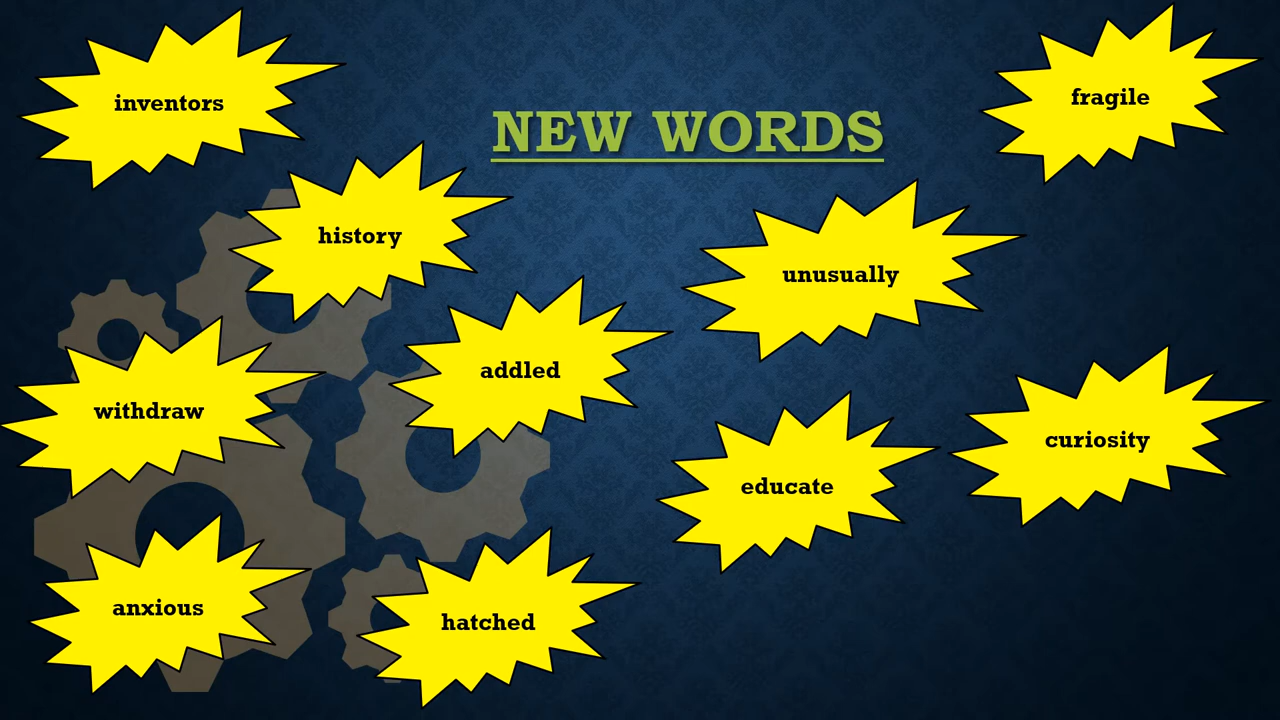 inventors
fragile
NEW WORDS
history
unusually
addled
withdraw
curiosity
educate
anxious
hatched